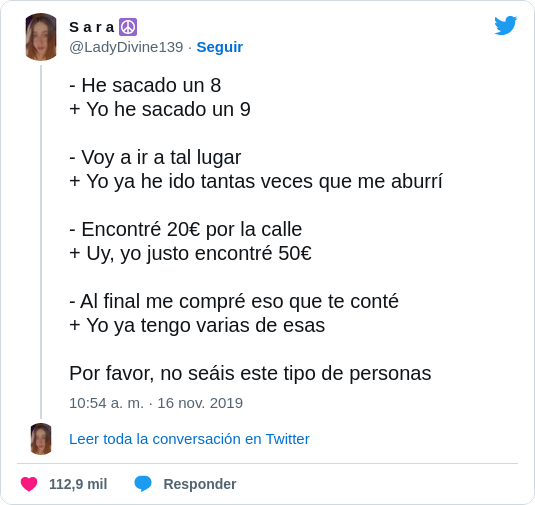 S a r a ☮
@LadyDivine139 · Seguir
- He sacado un 8
+ Yo he sacado un 9
- Voy a ir a tal lugar
+ Yo ya he ido tantas veces que me aburrí
- Encontré 20€ por la calle
+ Uy, yo justo encontré 50€
- Al final me compré eso que te conté
+ Yo ya tengo varias de esas
Por favor, no seáis este tipo de personas
10:54 a. m. · 16 nov. 2019
Leer toda la conversación en Twitter
112,9 mil Responder